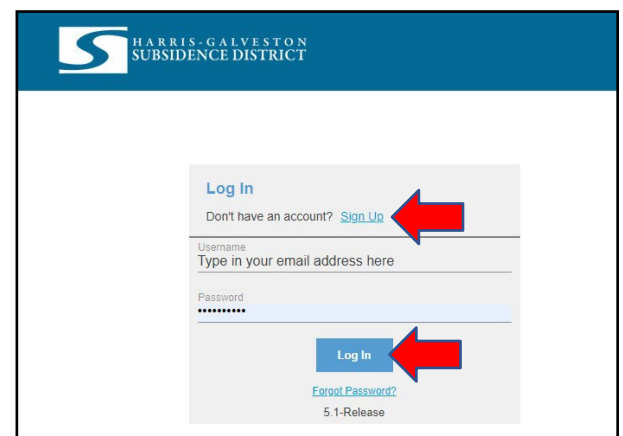 HARRIS-GALVESTON
SUBSIDENCE DISTRICT
Log In
Don't have an account? Sign Up
Username
Type in your email address here
Password
••••••••••
Log In
Forgot Password?
5.1-Release